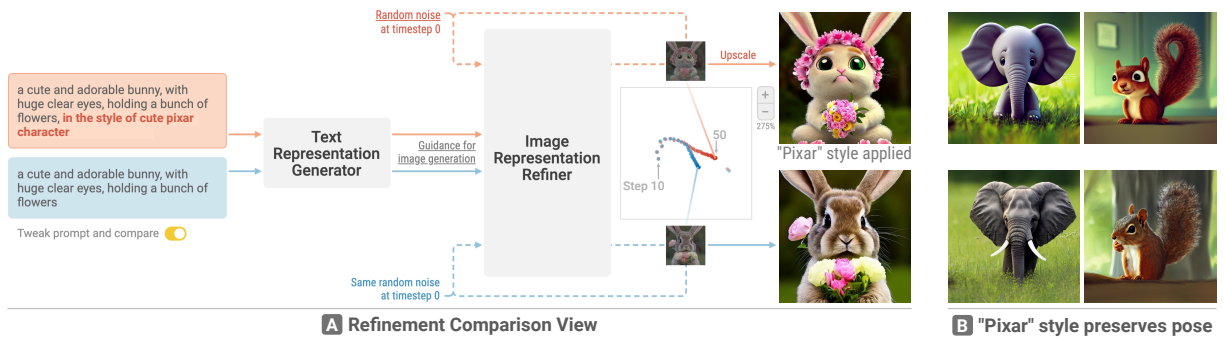 Random noise
at timestep 0
a cute and adorable bunny, with
huge clear eyes, holding a bunch of
flowers, in the style of cute pixar
character
a cute and adorable bunny, with
huge clear eyes, holding a bunch of
flowers
Tweak prompt and compare
Text
Representation
Generator
Guidance for
image generation
Image
Representation
Refiner
Same random noise
at timestep 0
Upscale
+
−
275%
50
Step 10
"Pixar" style applied
A Refinement Comparison View
B "Pixar" style preserves pose